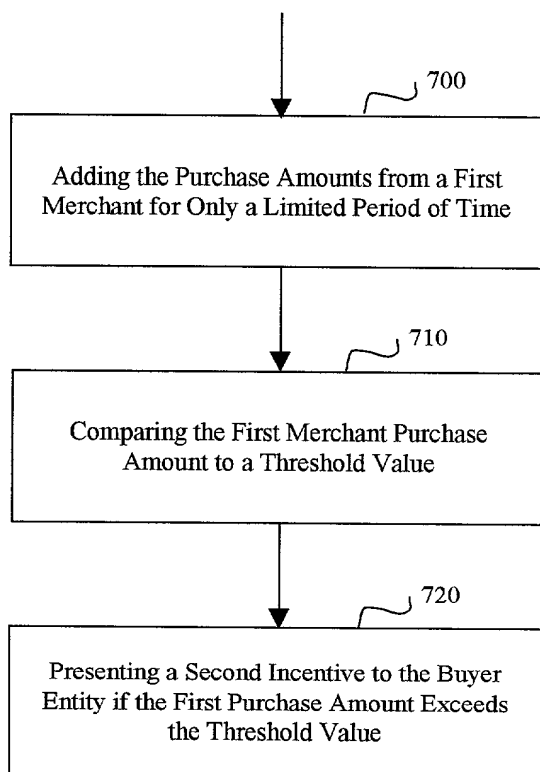 700
Adding the Purchase Amounts from a First
Merchant for Only a Limited Period of Time
710
Comparing the First Merchant Purchase
Amount to a Threshold Value
720
Presenting a Second Incentive to the Buyer
Entity if the First Purchase Amount Exceeds
the Threshold Value